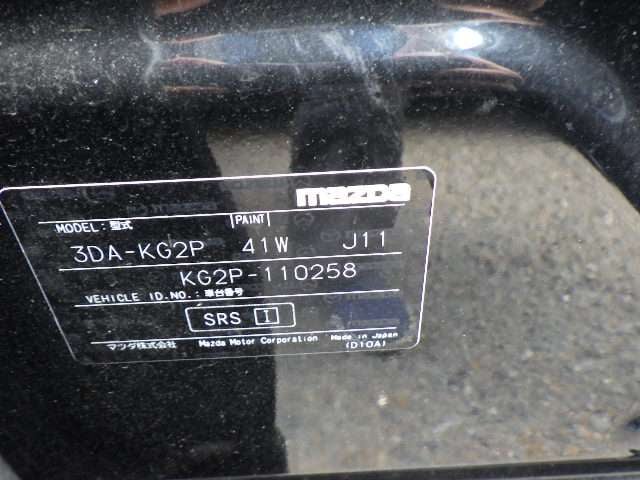 mazda
MODEL:型式 PAINT
3DA-KG2P 41W J11
KG2P-110258
VEHICLE ID.NO.:車台番号
SRS I
マツダ株式会社 Mazda Motor Corporation Made in Japan
(D10A)